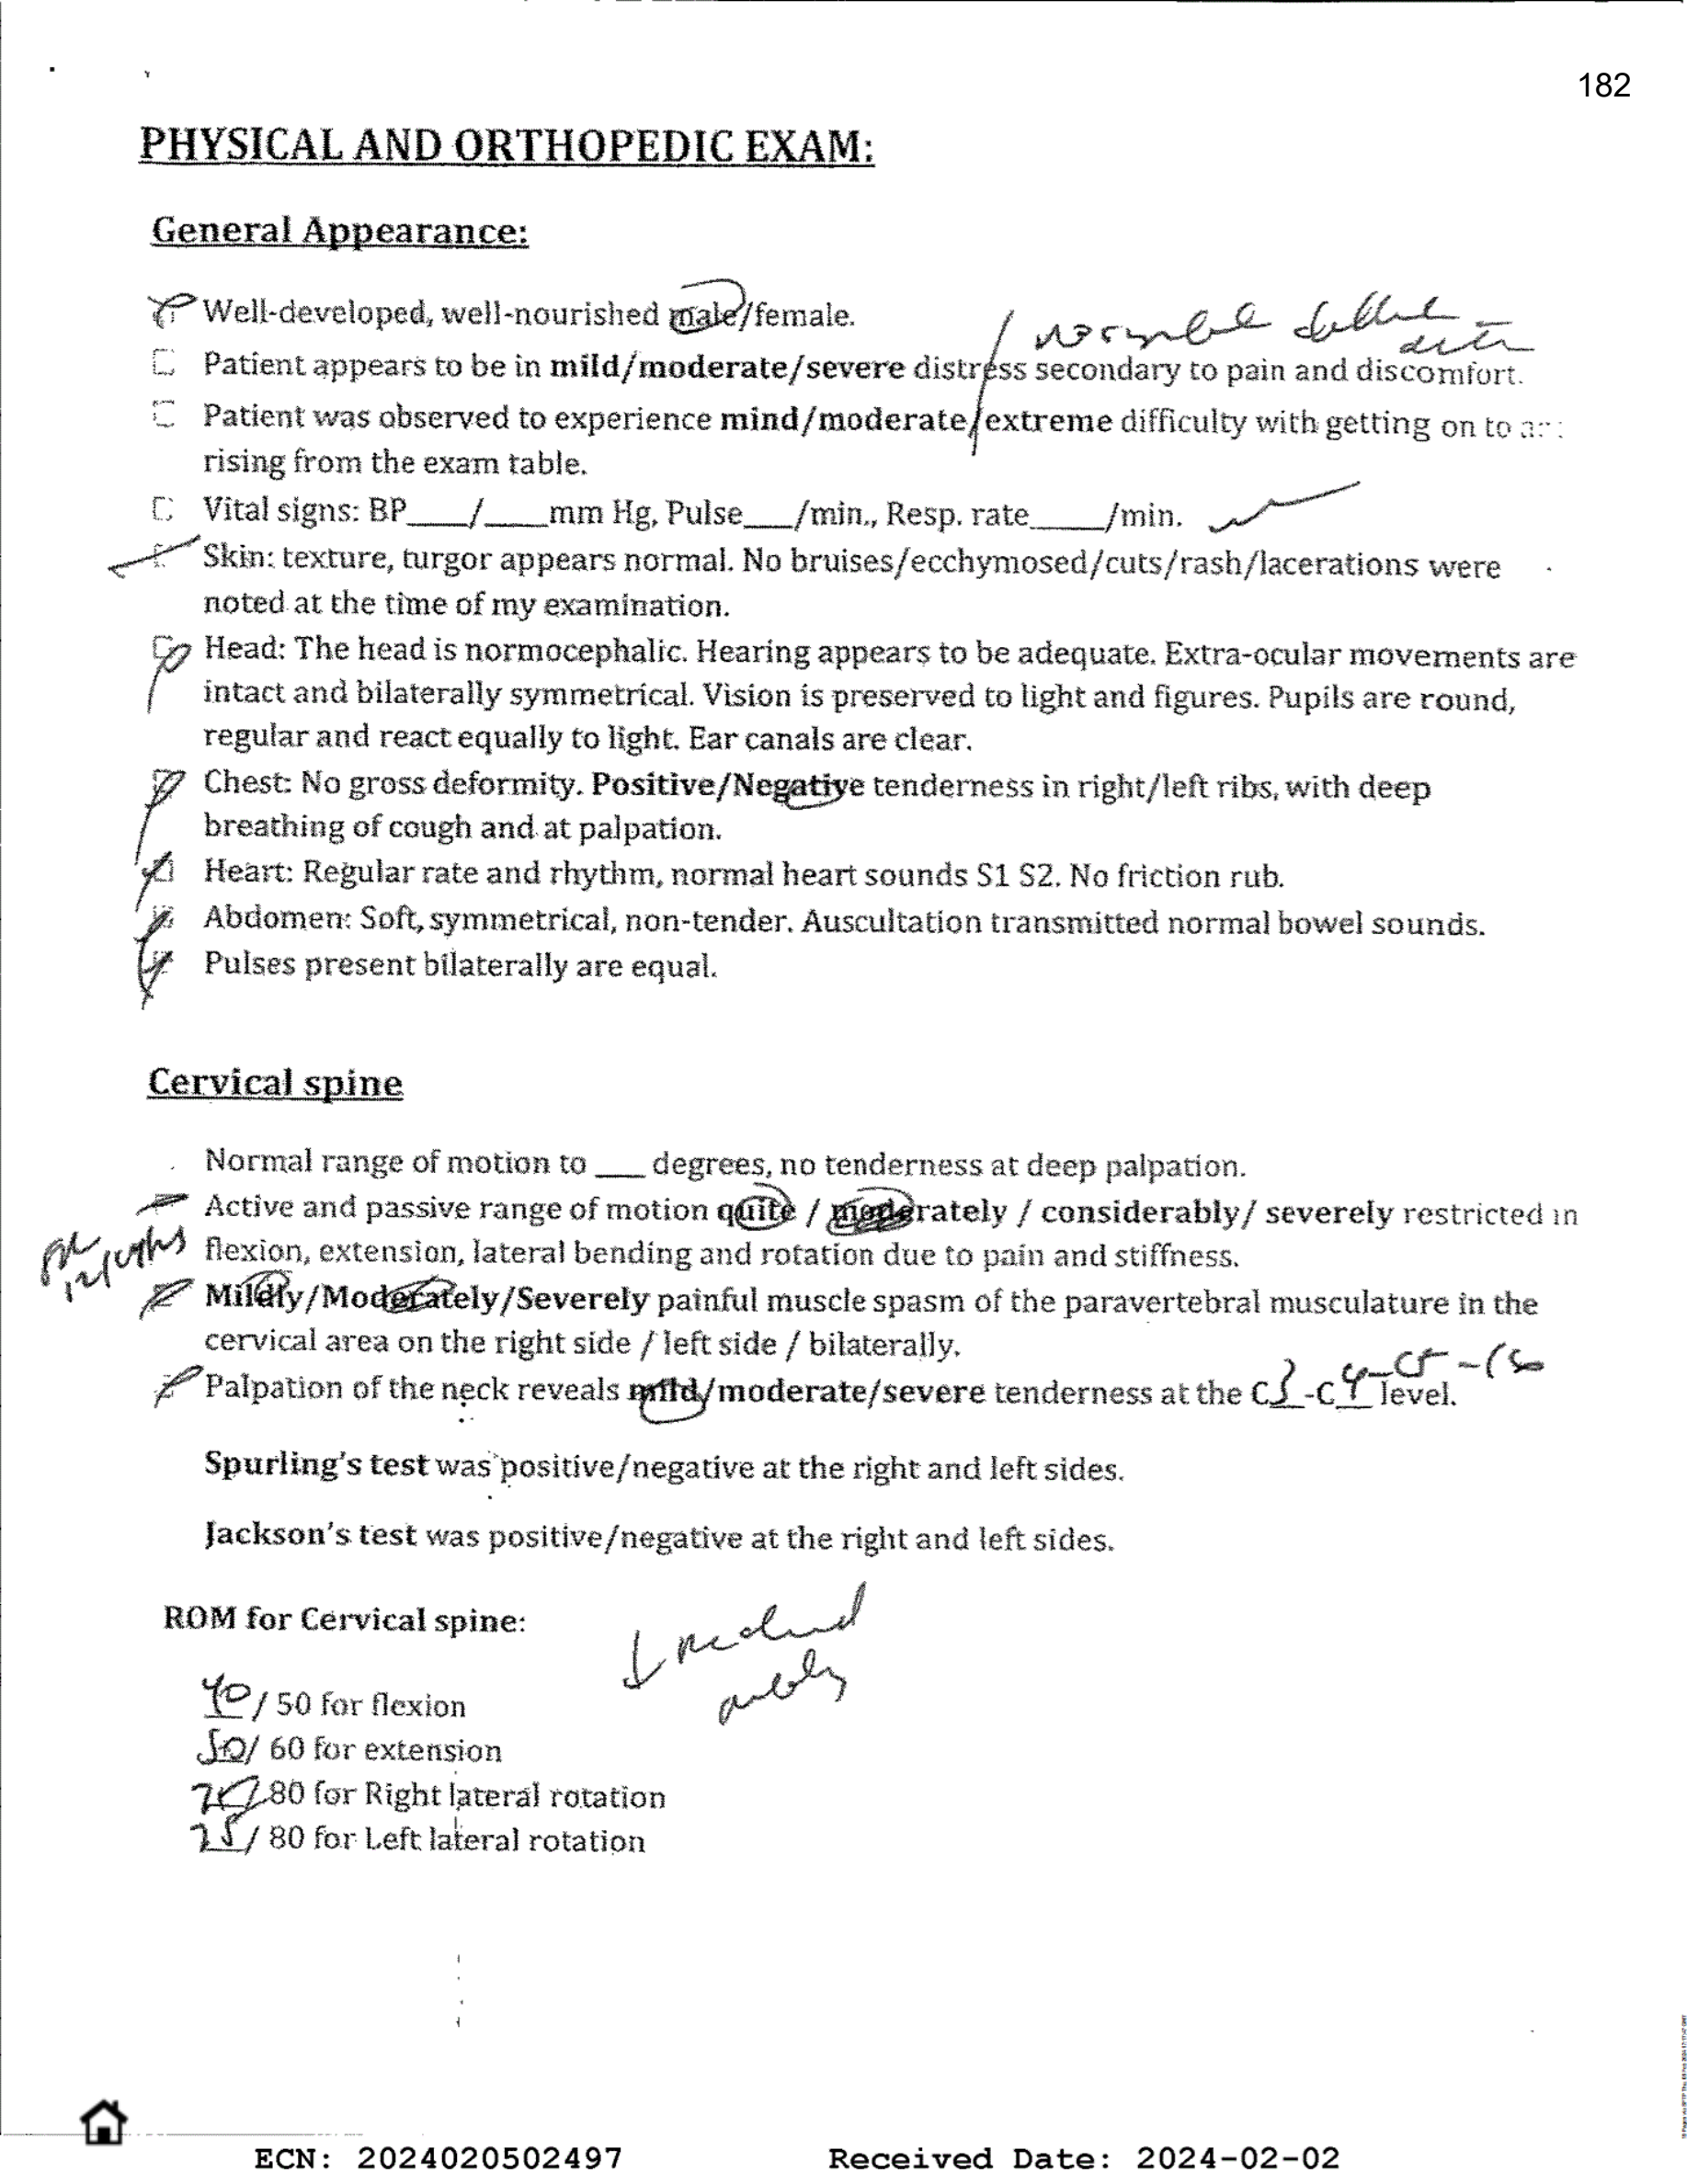 182
PHYSICAL AND ORTHOPEDIC EXAM:
General Appearance:
Well-developed, well-nourished male/female.
Patient appears to be in mild/moderate/severe distress secondary to pain and discomfort.
Patient was observed to experience mind/moderate/extreme difficulty with getting on to
rising from the exam table.
Vital signs: BP___/___mm Hg, Pulse___/min., Resp. rate____/min.
Skin: texture, turgor appears normal. No bruises/ecchymosed/cuts/rash/lacerations were
noted at the time of my examination.
Head: The head is normocephalic. Hearing appears to be adequate. Extra-ocular movements are
intact and bilaterally symmetrical. Vision is preserved to light and figures. Pupils are round,
regular and react equally to light. Ear canals are clear.
Chest: No gross deformity. Positive/Negative tenderness in right/left ribs, with deep
breathing of cough and at palpation.
Heart: Regular rate and rhythm, normal heart sounds S1 S2. No friction rub.
Abdomen: Soft, symmetrical, non-tender. Auscultation transmitted normal bowel sounds.
Pulses present bilaterally are equal.
Cervical spine
Normal range of motion to ___ degrees, no tenderness at deep palpation.
Active and passive range of motion quite / moderately / considerably/ severely restricted in
flexion, extension, lateral bending and rotation due to pain and stiffness.
Mildly/Moderately/Severely painful muscle spasm of the paravertebral musculature in the
cervical area on the right side / left side / bilaterally.
Palpation of the neck reveals mild/moderate/severe tenderness at the C3-C4-C5 level.
Spurling's test was positive/negative at the right and left sides.
Jackson's test was positive/negative at the right and left sides.
ROM for Cervical spine:
40/ 50 for flexion
50/ 60 for extension
/80 for Right lateral rotation
75/ 80 for Left lateral rotation
ECN: 2024020502497 Received Date: 2024-02-02